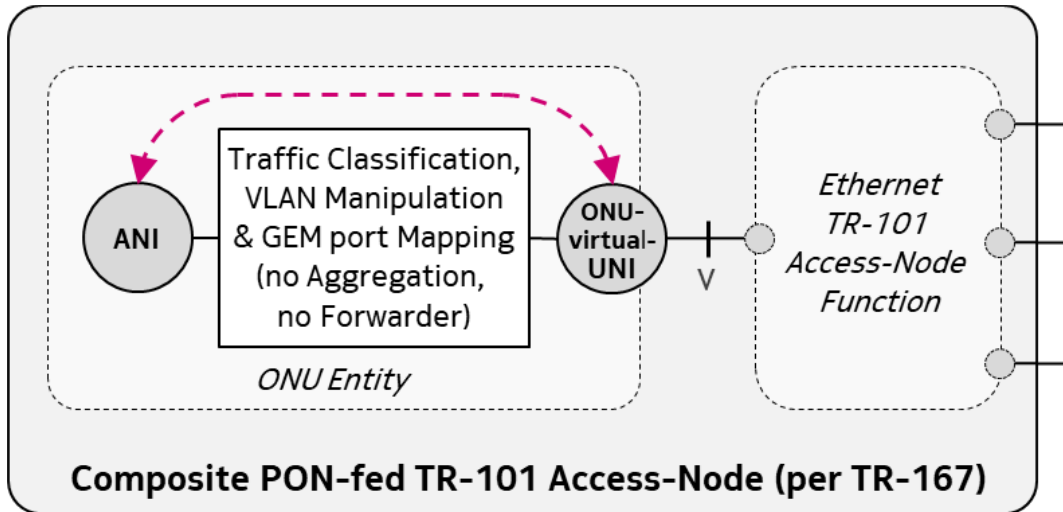 Traffic Classification,
VLAN Manipulation
& GEM port Mapping
(no Aggregation,
no Forwarder)
ANI
ONU-
virtual-
UNI
V
Ethernet
TR-101
Access-Node
Function
ONU Entity
Composite PON-fed TR-101 Access-Node (per TR-167)